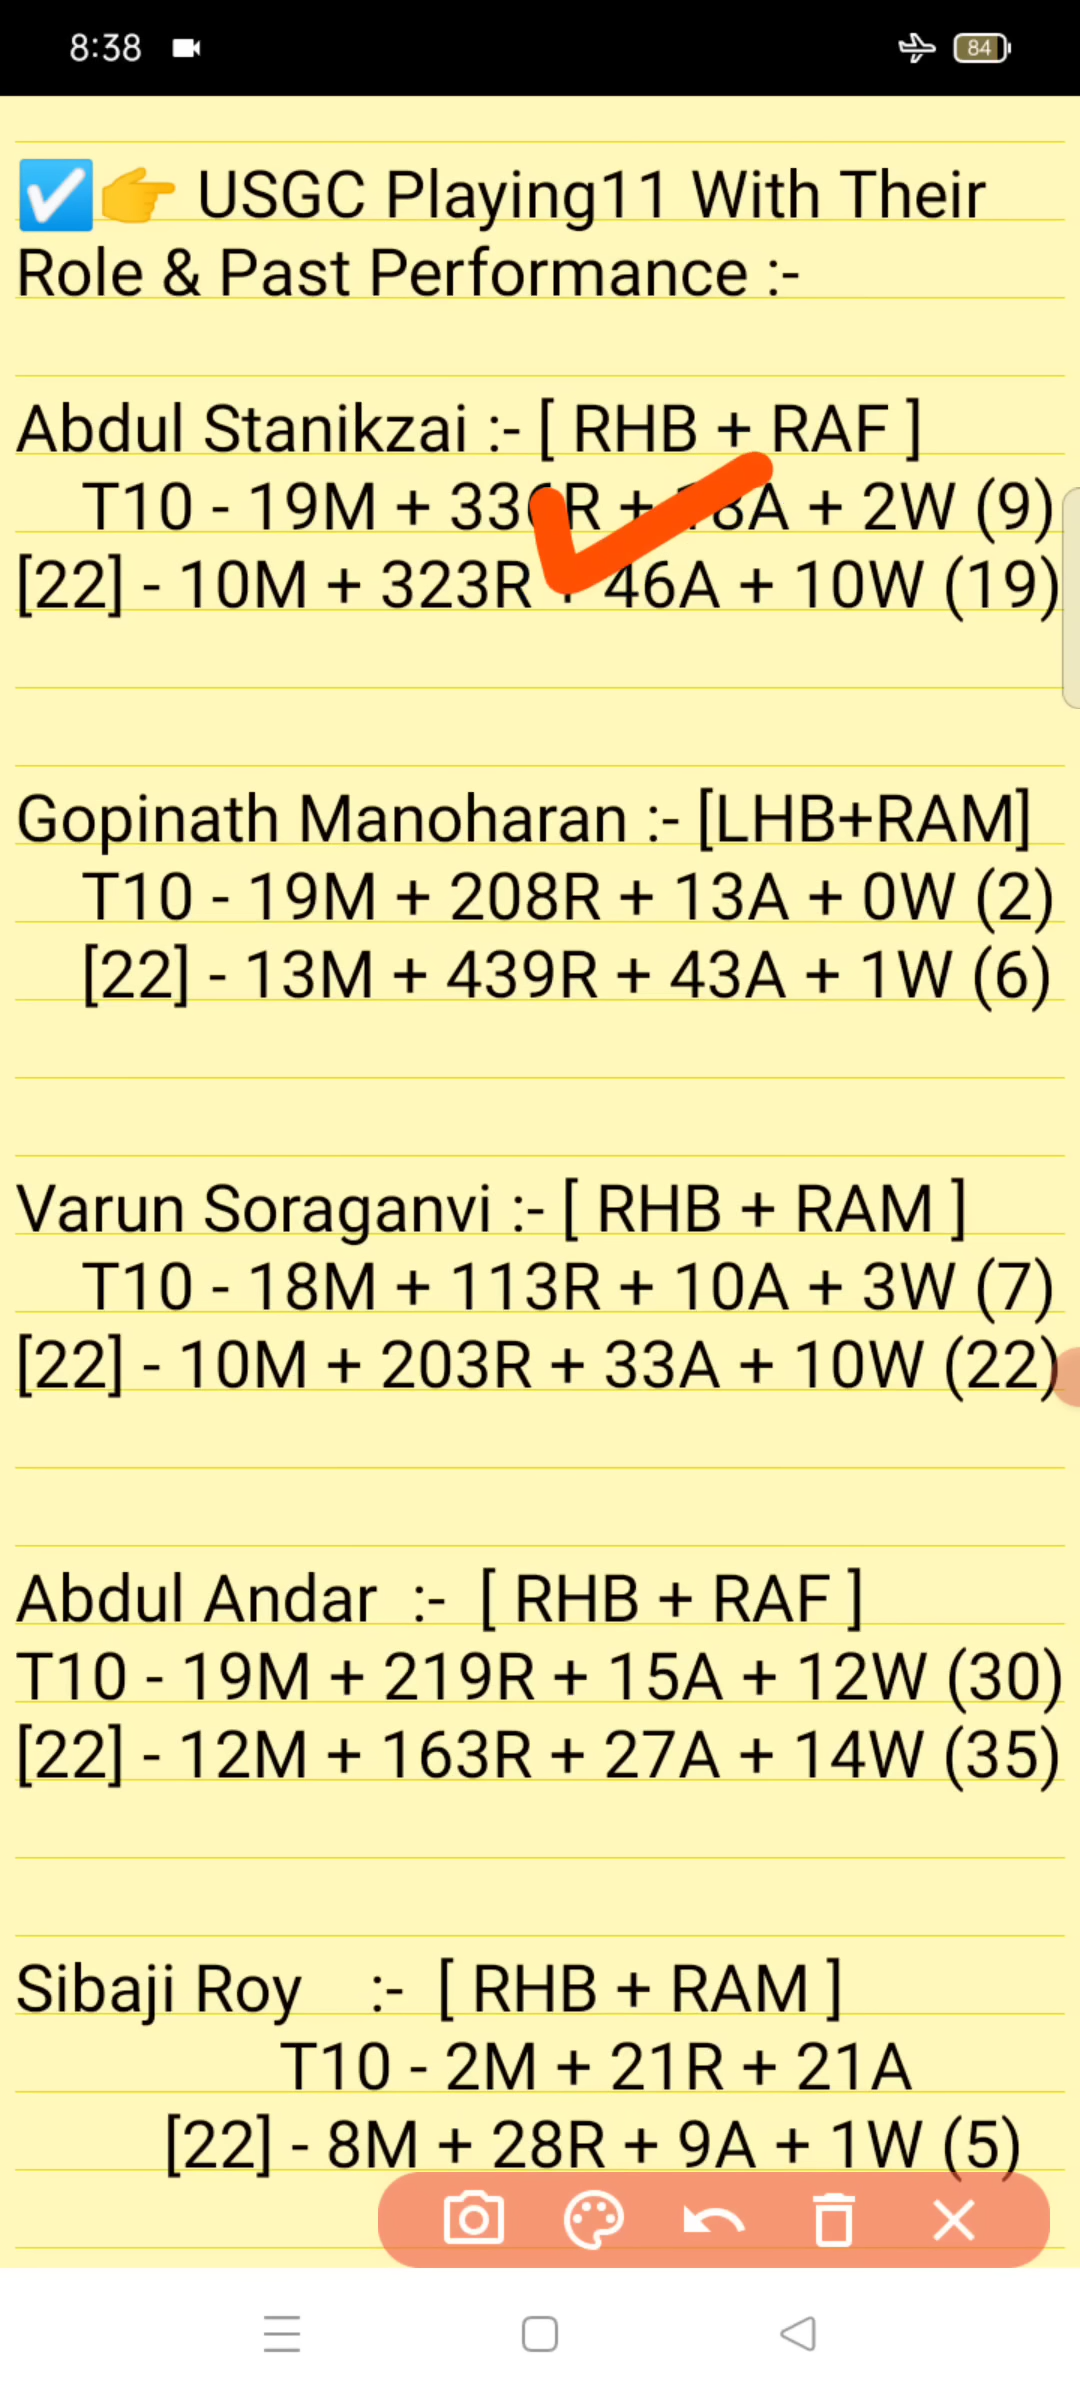 8:38 84
☑👉 USGC Playing11 With Their
Role & Past Performance :-
Abdul Stanikzai :- [ RHB + RAF ]
T10 - 19M + R + A + 2W (9)
[22] - 10M + 323R + 46A + 10W (19)
Gopinath Manoharan :- [LHB+RAM]
T10 - 19M + 208R + 13A + 0W (2)
[22] - 13M + 439R + 43A + 1W (6)
Varun Soraganvi :- [ RHB + RAM ]
T10 - 18M + 113R + 10A + 3W (7)
[22] - 10M + 203R + 33A + 10W (22)
Abdul Andar :- [ RHB + RAF ]
T10 - 19M + 219R + 15A + 12W (30)
[22] - 12M + 163R + 27A + 14W (35)
Sibaji Roy :- [ RHB + RAM ]
T10 - 2M + 21R + 21A
[22] - 8M + 28R + 9A + 1W (5)